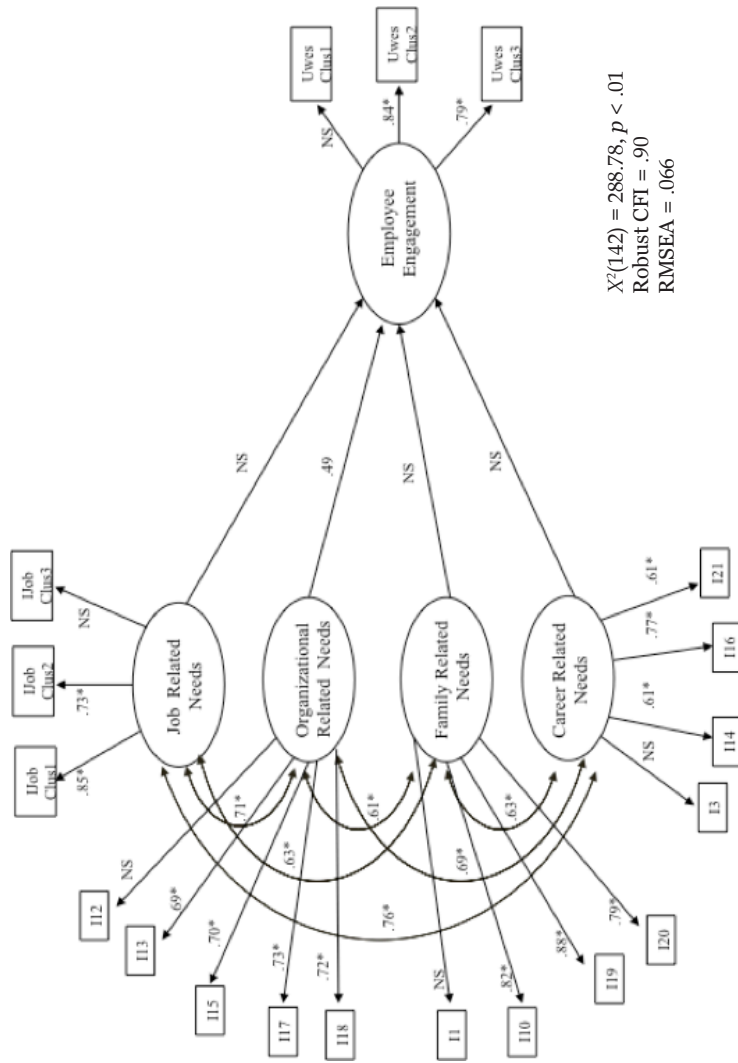 IJob
Clus1
IJob
Clus2
IJob
Clus3
.85*
.73*
NS
Job Related
Needs
I12
I13
I15
I17
I18
NS
.69*
.70*
.73*
.72*
Organizational
Related Needs
I1
I10
I19
I20
NS
.82*
.88*
.79*
Family Related
Needs
I3
I14
I16
I21
NS
.61*
.77*
.61*
Career Related
Needs
.71*
.63*
.76*
.61*
.69*
.63*
NS
.49
NS
NS
Employee
Engagement
NS
.84*
.79*
Uwes
Clus1
Uwes
Clus2
Uwes
Clus3
X²(142) = 288.78, p < .01
Robust CFI = .90
RMSEA = .066